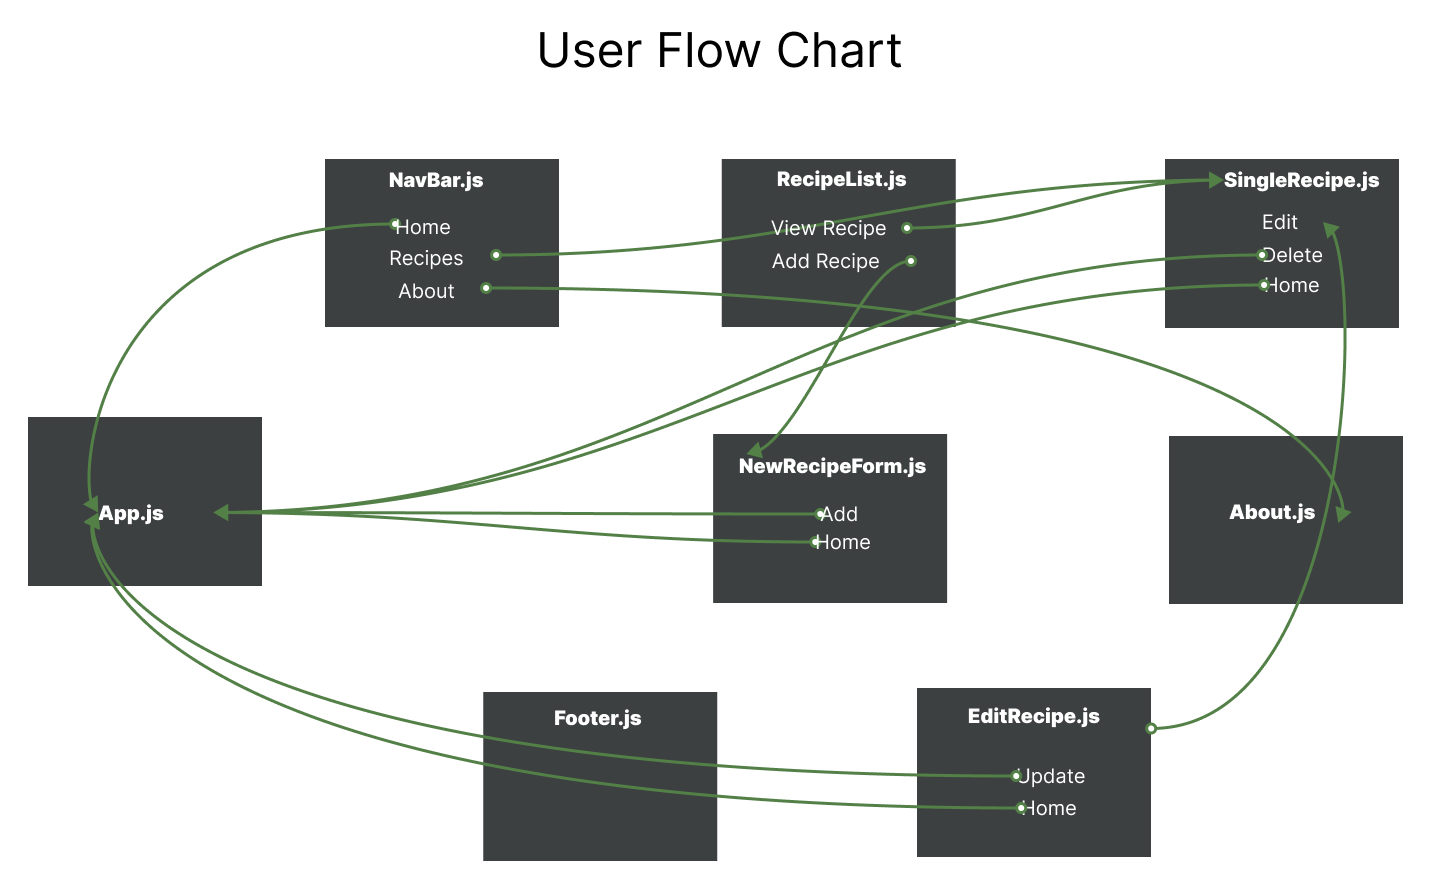 User Flow Chart
NavBar.js
Home
Recipes
About
RecipeList.js
View Recipe
Add Recipe
SingleRecipe.js
Edit
Delete
Home
App.js
NewRecipeForm.js
Add
Home
About.js
Footer.js
EditRecipe.js
Update
Home